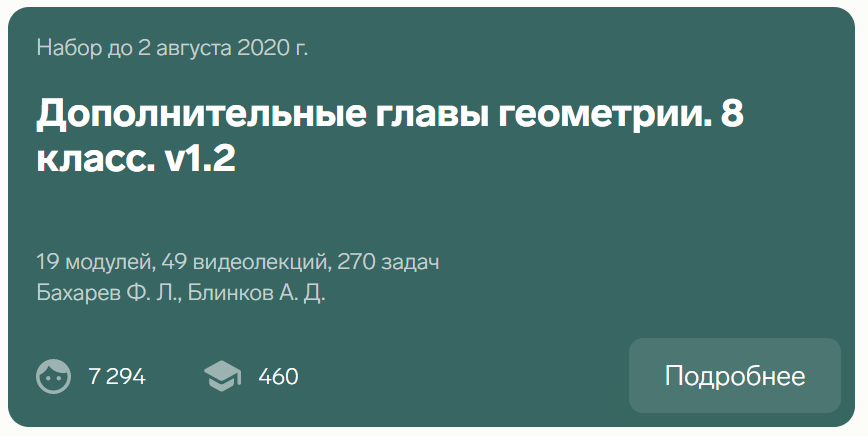 Набор до 2 августа 2020 г.
Дополнительные главы геометрии. 8
класс. v1.2
19 модулей, 49 видеолекций, 270 задач
Бахарев Ф. Л., Блинков А. Д.
7 294
460
Подробнее